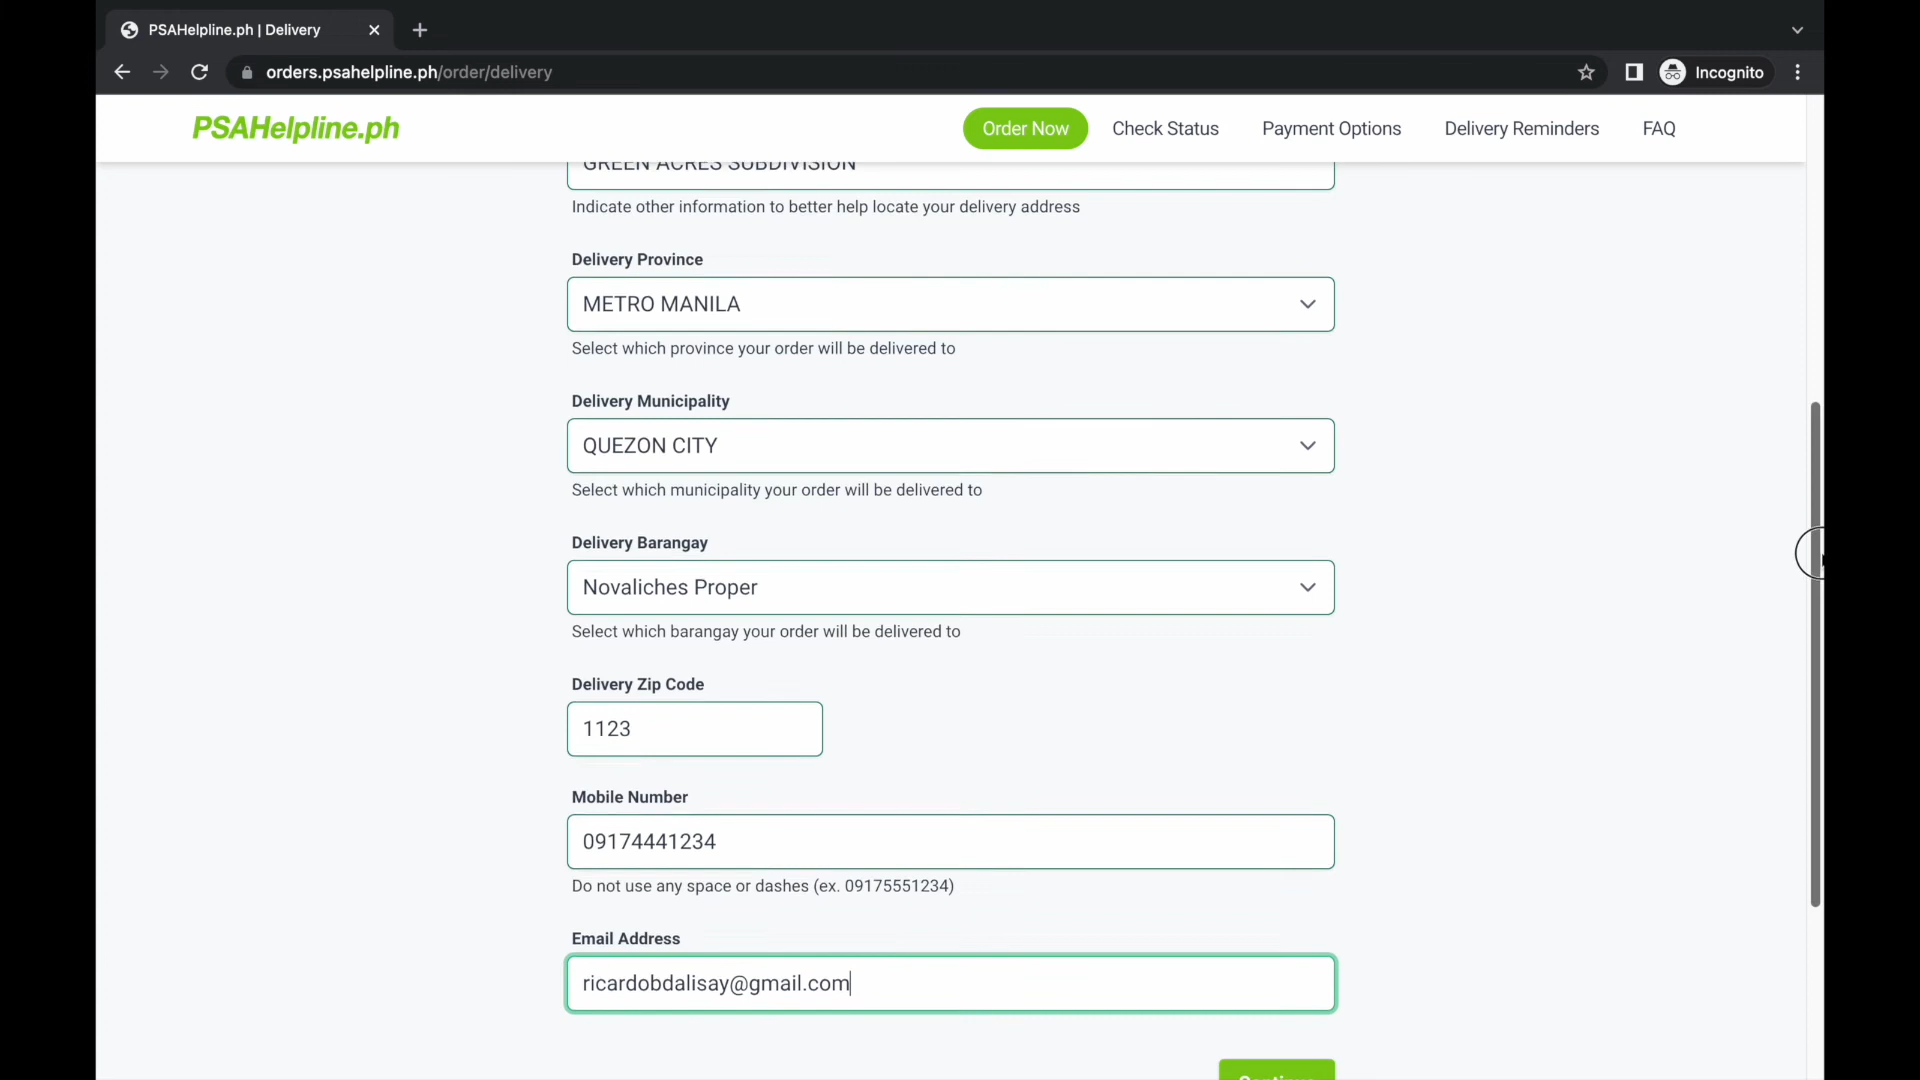 PSAHelpline.ph | Delivery
orders.psahelpline.ph/order/delivery
Incognito
PSAHelpline.ph
Order Now
Check Status
Payment Options
Delivery Reminders
FAQ
GREEN ACRES SUBDIVISION
Indicate other information to better help locate your delivery address
Delivery Province
METRO MANILA
Select which province your order will be delivered to
Delivery Municipality
QUEZON CITY
Select which municipality your order will be delivered to
Delivery Barangay
Novaliches Proper
Select which barangay your order will be delivered to
Delivery Zip Code
1123
Mobile Number
09174441234
Do not use any space or dashes (ex. 09175551234)
Email Address
ricardobdalisay@gmail.com
Continue